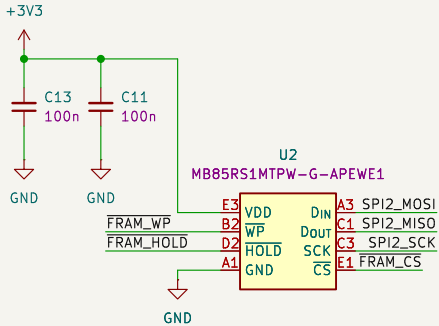 +3V3
C13
100n
C11
100n
GND
GND
U2
MB85RS1MTPW-G-APEWE1
E3 VDD
DIN A3 SPI2_MOSI
FRAM_WP B2 WP
DOUT C1 SPI2_MISO
FRAM_HOLD D2 HOLD
SCK C3 SPI2_SCK
A1 GND
CS E1 FRAM_CS
GND